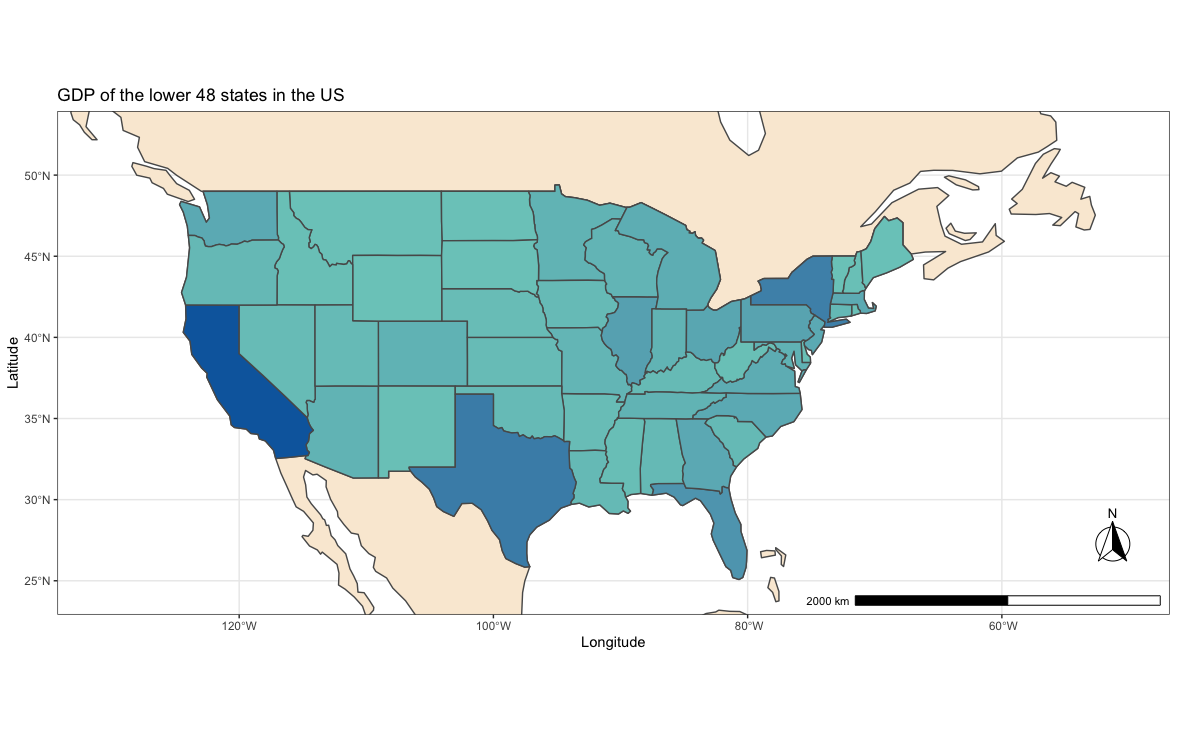 GDP of the lower 48 states in the US
50°N
45°N
40°N
35°N
30°N
25°N
Latitude
N
2000 km
120°W 100°W 80°W 60°W
Longitude